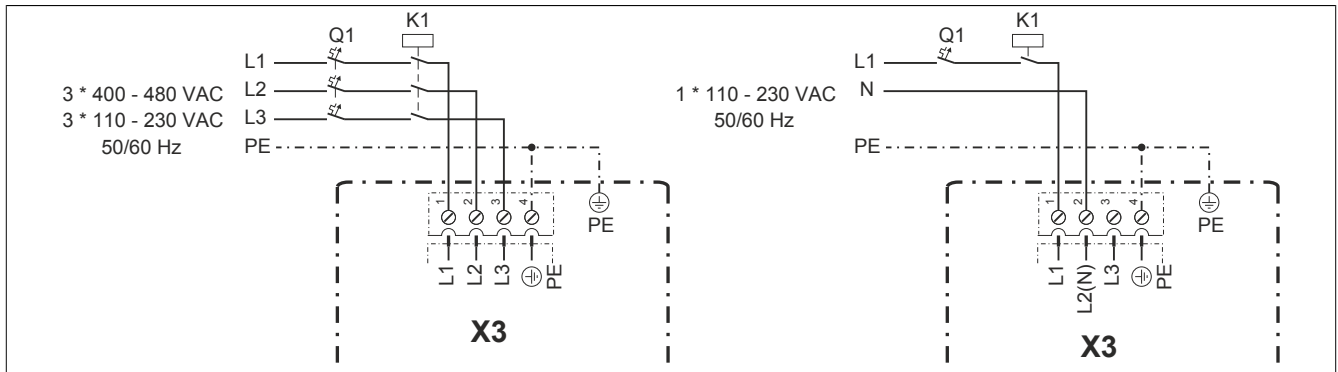 Q1 K1
L1
3 * 400 - 480 VAC L2
3 * 110 - 230 VAC L3
50/60 Hz PE
1 2 3 4
PE
L1 L2 L3 PE
X3
Q1 K1
L1
1 * 110 - 230 VAC N
50/60 Hz
PE
1 2 3 4
PE
L1 L2(N) L3 PE
X3